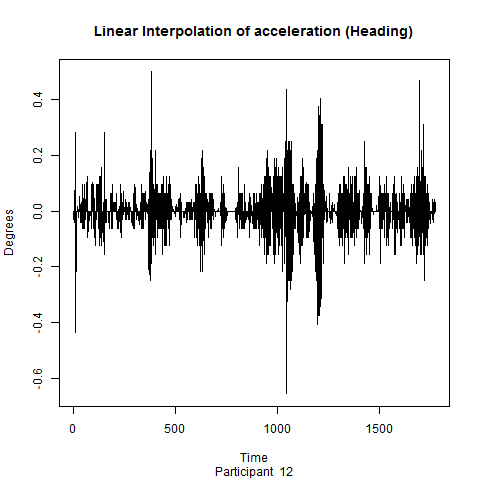 Linear Interpolation of acceleration (Heading)
0.4
0.2
0.0
-0.2
-0.4
-0.6
Degrees
0 500 1000 1500
Time
Participant 12